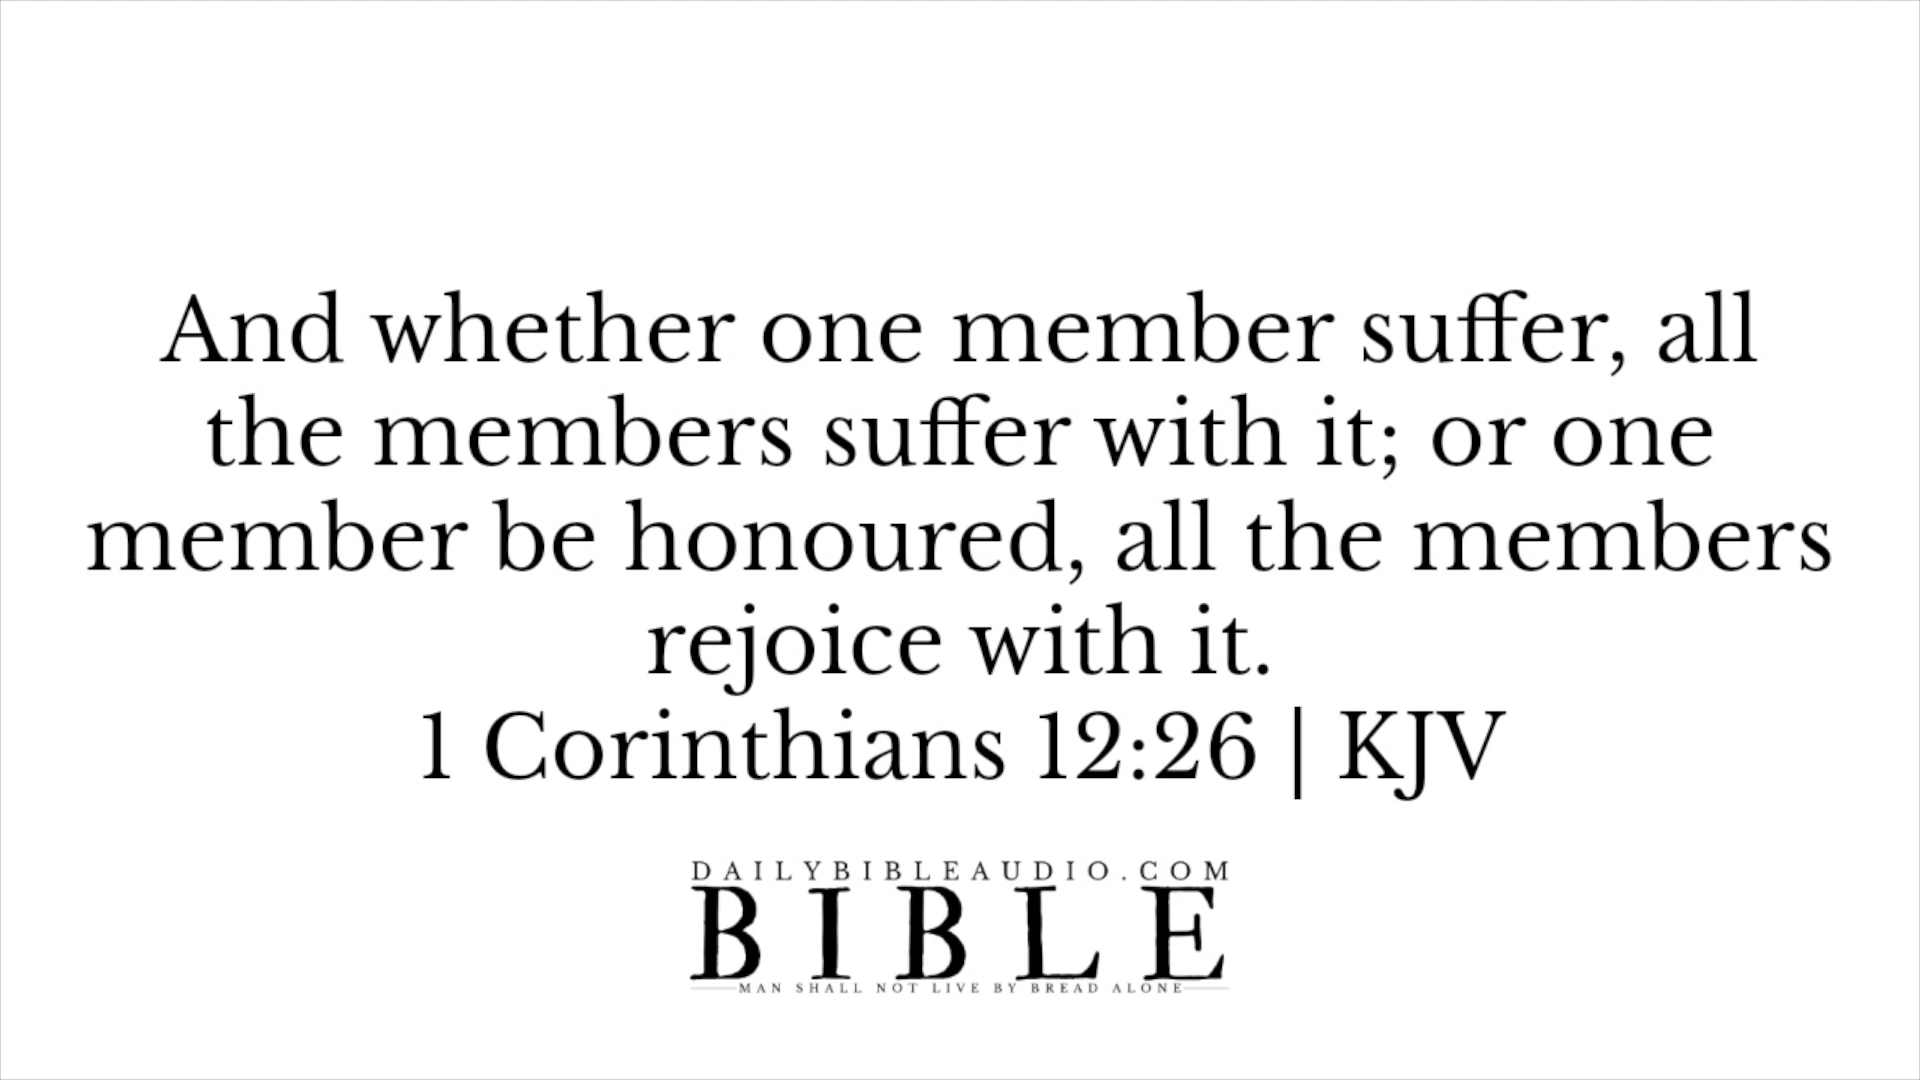 And whether one member suffer, all
the members suffer with it; or one
member be honoured, all the members
rejoice with it.
1 Corinthians 12:26 | KJV
DAILYBIBLEAUDIO.COM
BIBLE
MAN SHALL NOT LIVE BY BREAD ALONE